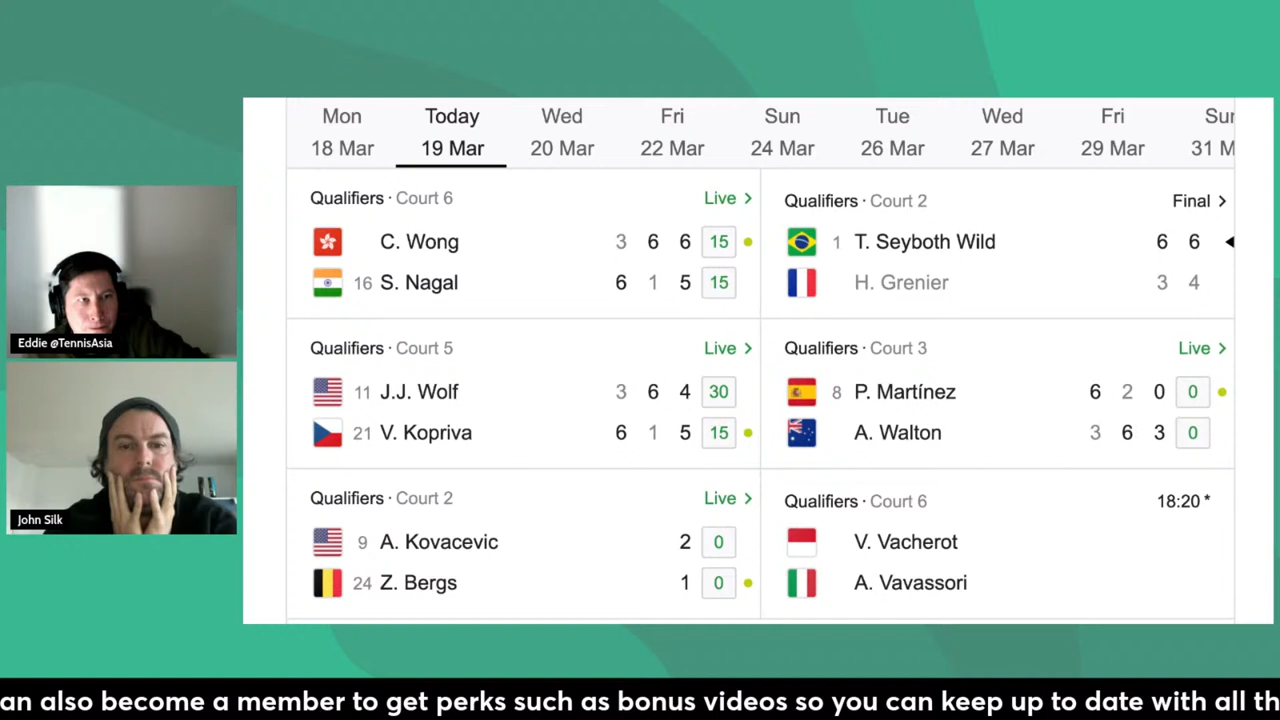 Mon Today Wed Fri Sun Tue Wed Fri Sur
18 Mar 19 Mar 20 Mar 22 Mar 24 Mar 26 Mar 27 Mar 29 Mar 31 M
Qualifiers · Court 6 Live >
C. Wong 3 6 6 15
16 S. Nagal 6 1 5 15
Qualifiers · Court 2 Final >
1 T. Seyboth Wild 6 6
H. Grenier 3 4
Qualifiers · Court 5 Live >
11 J.J. Wolf 3 6 4 30
21 V. Kopriva 6 1 5 15
Qualifiers · Court 3 Live >
8 P. Martínez 6 2 0 0
A. Walton 3 6 3 0
Qualifiers · Court 2 Live >
9 A. Kovacevic 2 0
24 Z. Bergs 1 0
Qualifiers · Court 6 18:20 *
V. Vacherot
A. Vavassori
Eddie @TennisAsia
John Silk
an also become a member to get perks such as bonus videos so you can keep up to date with all th